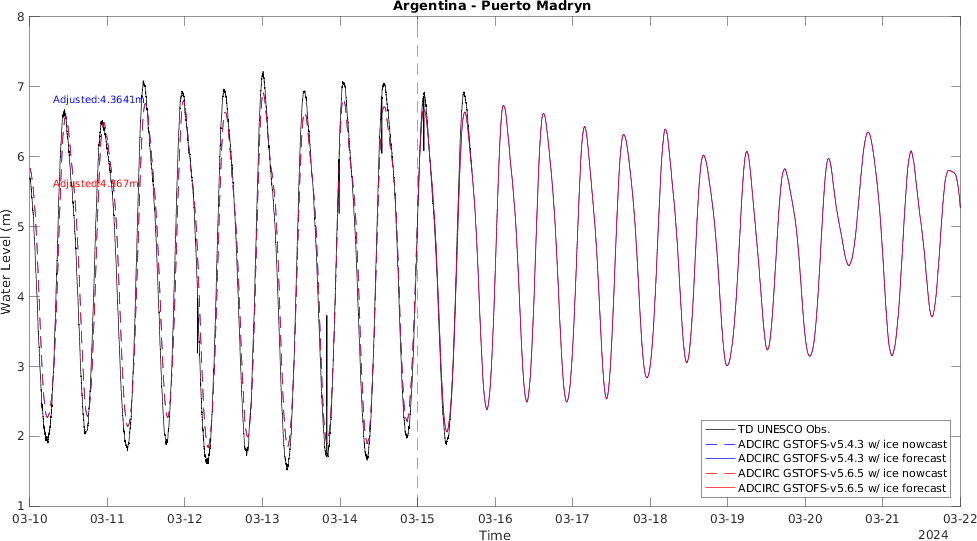 Argentina - Puerto Madryn
8
7
6
5
4
3
2
1
Water Level (m)
Adjusted:4.3641m
Adjusted:4.367m
TD UNESCO Obs.
ADCIRC GSTOFS-v5.4.3 w/ ice nowcast
ADCIRC GSTOFS-v5.4.3 w/ ice forecast
ADCIRC GSTOFS-v5.6.5 w/ ice nowcast
ADCIRC GSTOFS-v5.6.5 w/ ice forecast
03-10 03-11 03-12 03-13 03-14 03-15 03-16 03-17 03-18 03-19 03-20 03-21 03-22
Time
2024